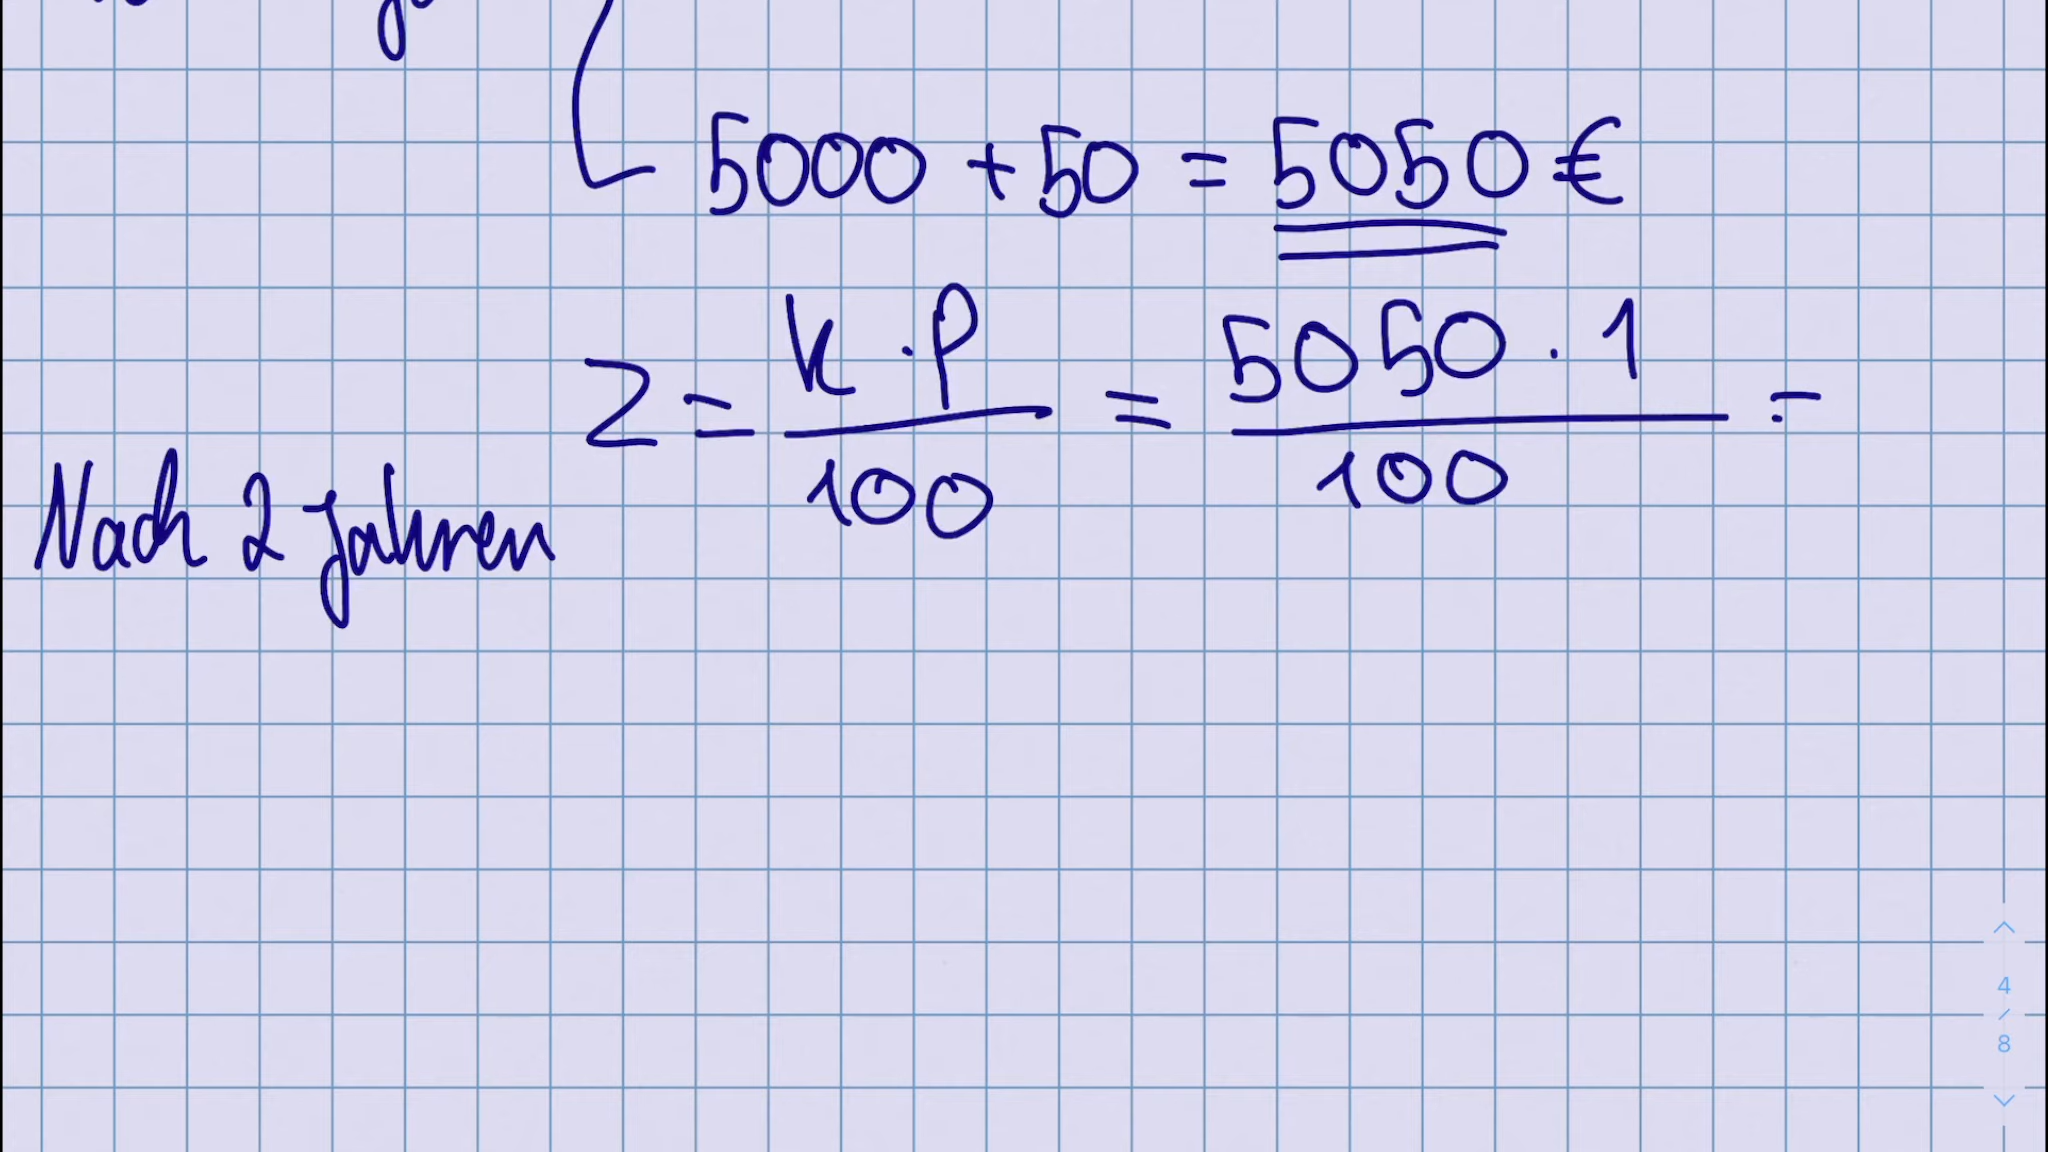 5000 + 50 = 5050 €
Z = K · P / 100 = 5050 · 1 / 100 =
Nach 2 Jahren
4 / 8